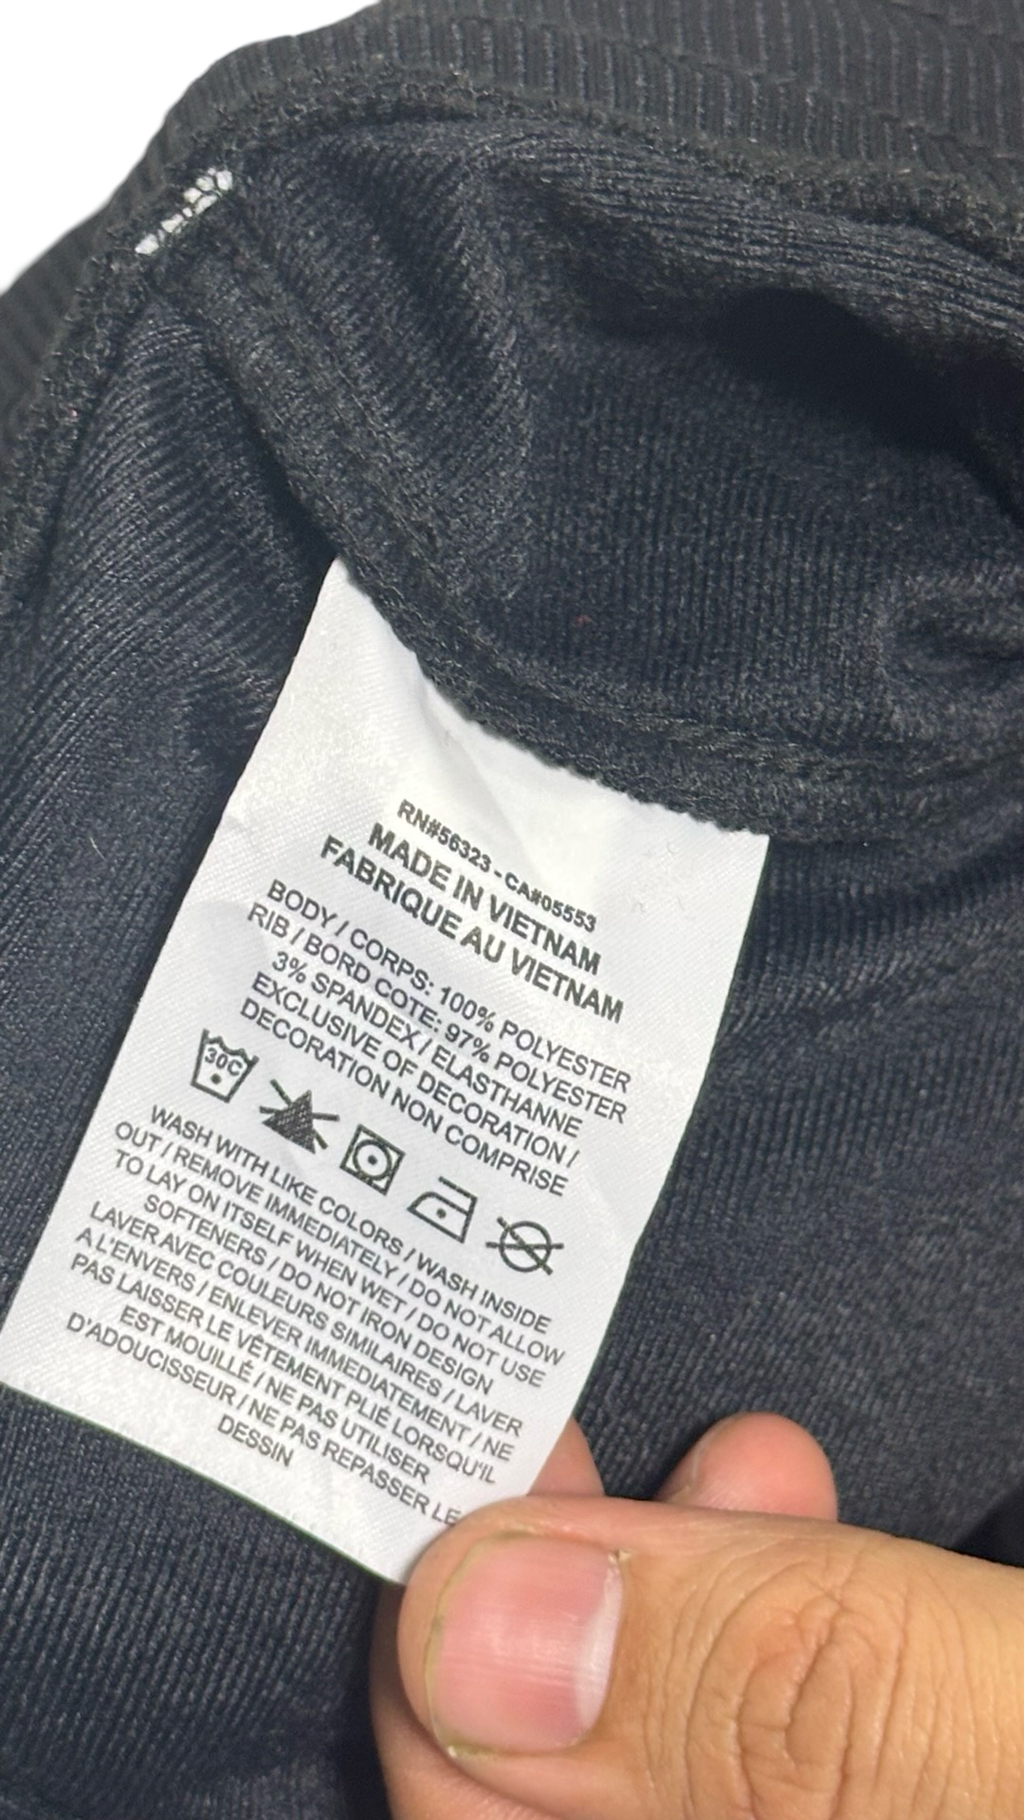 RN#56323 - CA#05553
MADE IN VIETNAM
FABRIQUE AU VIETNAM
BODY / CORPS: 100% POLYESTER
RIB / BORD COTE: 97% POLYESTER
3% SPANDEX / ELASTHANNE
EXCLUSIVE OF DECORATION /
DECORATION NON COMPRISE
30C
WASH WITH LIKE COLORS / WASH INSIDE
OUT / REMOVE IMMEDIATELY / DO NOT ALLOW
TO LAY ON ITSELF WHEN WET / DO NOT USE
SOFTENERS / DO NOT IRON DESIGN
LAVER AVEC COULEURS SIMILAIRES / LAVER
A L'ENVERS / ENLEVER IMMEDIATEMENT / NE
PAS LAISSER LE VÊTEMENT PLIÉ LORSQU'IL
EST MOUILLÉ / NE PAS UTILISER
D'ADOUCISSEUR / NE PAS REPASSER LE
DESSIN